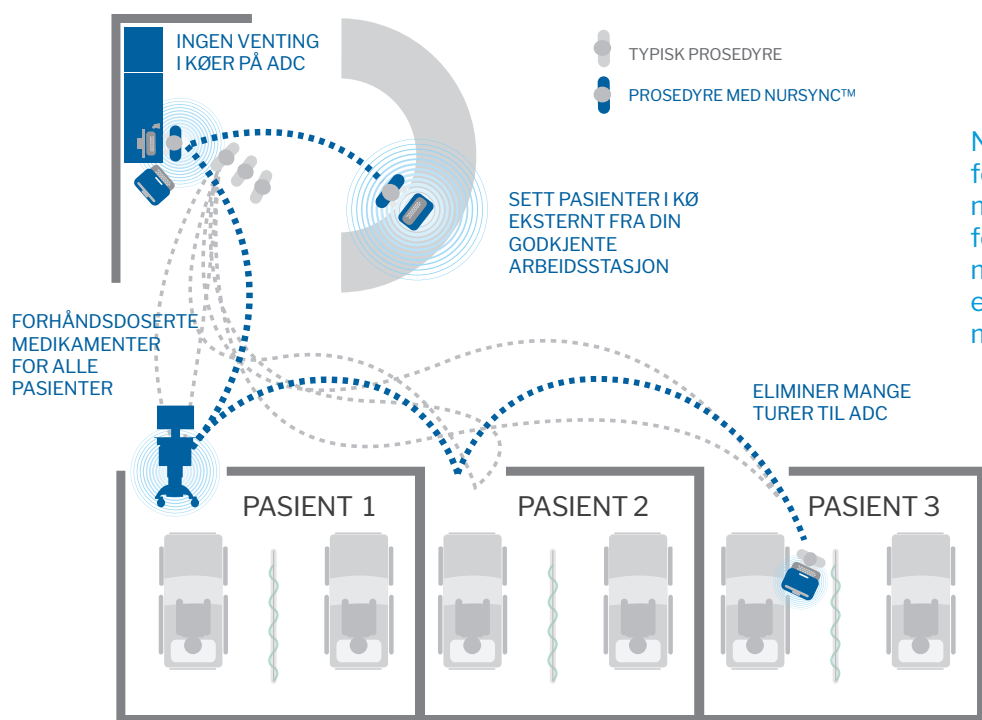 INGEN VENTING
I KØER PÅ ADC
TYPISK PROSEDYRE
PROSEDYRE MED NURSYNC™
SETT PASIENTER I KØ
EKSTERNT FRA DIN
GODKJENTE
ARBEIDSSTASJON
FORHÅNDSDOSERTE
MEDIKAMENTER
FOR ALLE
PASIENTER
ELIMINER MANGE
TURER TIL ADC
PASIENT 1
PASIENT 2
PASIENT 3